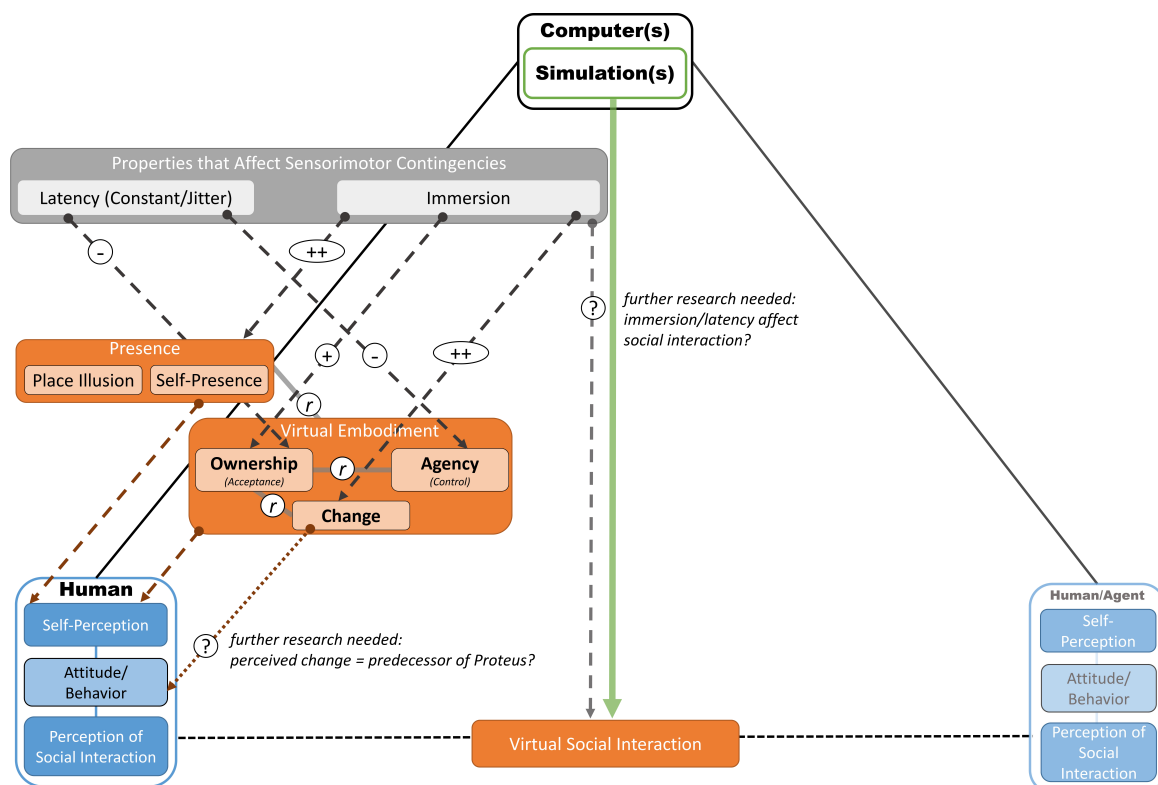 Computer(s)
Simulation(s)
Properties that Affect Sensorimotor Contingencies
Latency (Constant/Jitter)
Immersion
-
++
?
further research needed:
immersion/latency affect
social interaction?
Presence
Place Illusion
Self-Presence
+
-
++
r
Virtual Embodiment
Ownership
(Acceptance)
r
Agency
(Control)
r
Change
Human
Self-Perception
Attitude/
Behavior
Perception of
Social Interaction
?
further research needed:
perceived change = predecessor of Proteus?
Virtual Social Interaction
Human/Agent
Self-
Perception
Attitude/
Behavior
Perception of
Social
Interaction